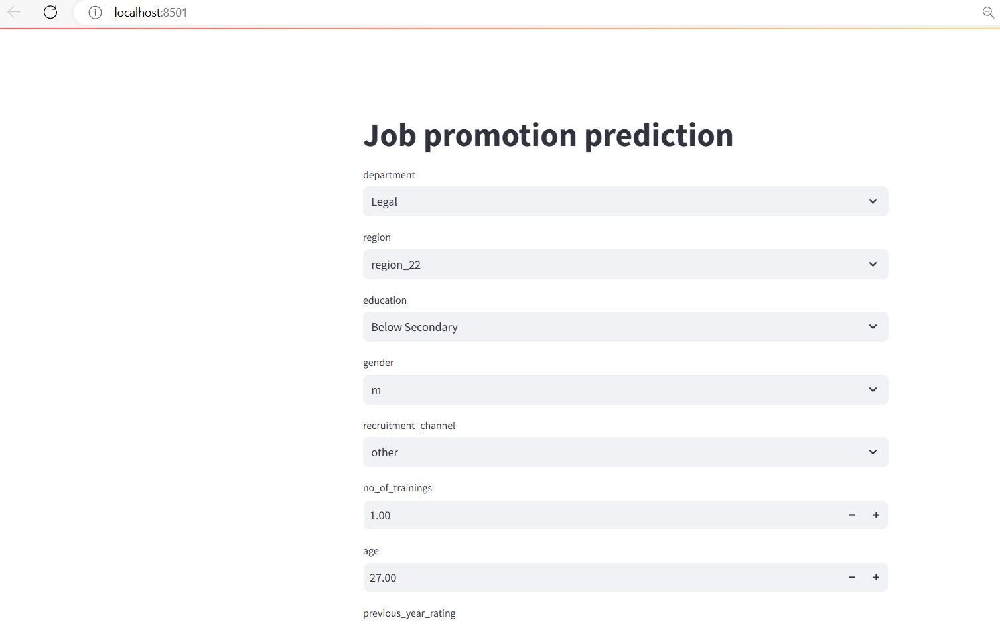 localhost:8501
Job promotion prediction
department
Legal
region
region_22
education
Below Secondary
gender
m
recruitment_channel
other
no_of_trainings
1.00
age
27.00
previous_year_rating